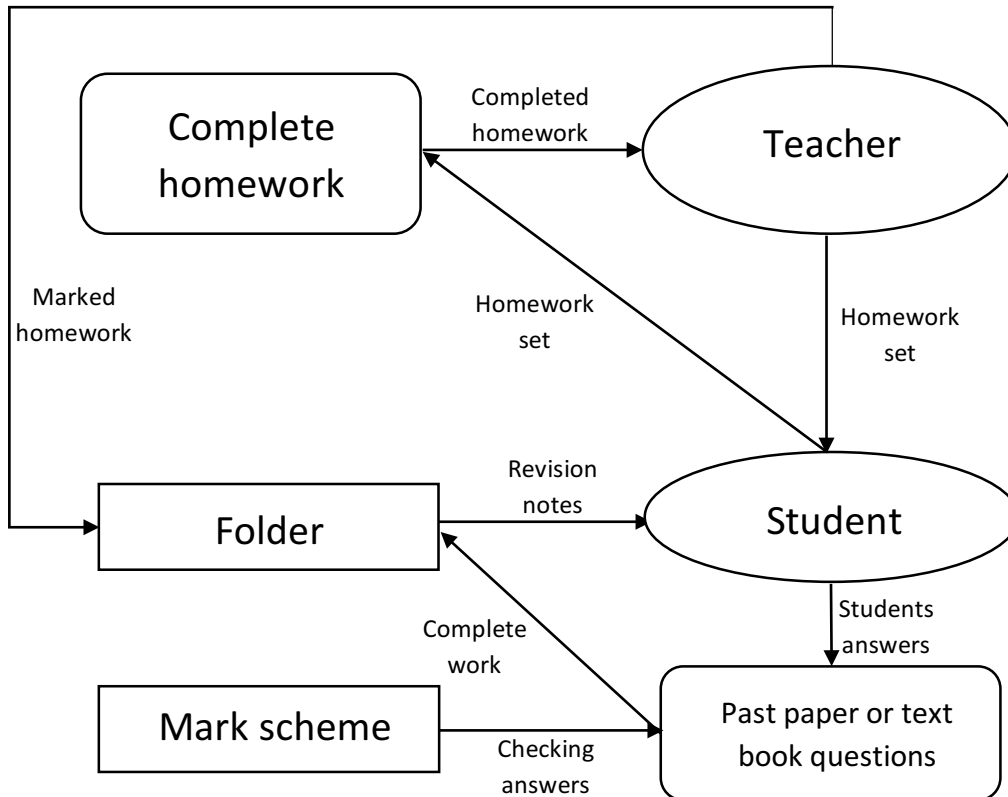 Completed
homework
Complete
homework
Teacher
Marked
homework
Homework
set
Homework
set
Revision
notes
Folder
Student
Complete
work
Students
answers
Mark scheme
Checking
answers
Past paper or text
book questions